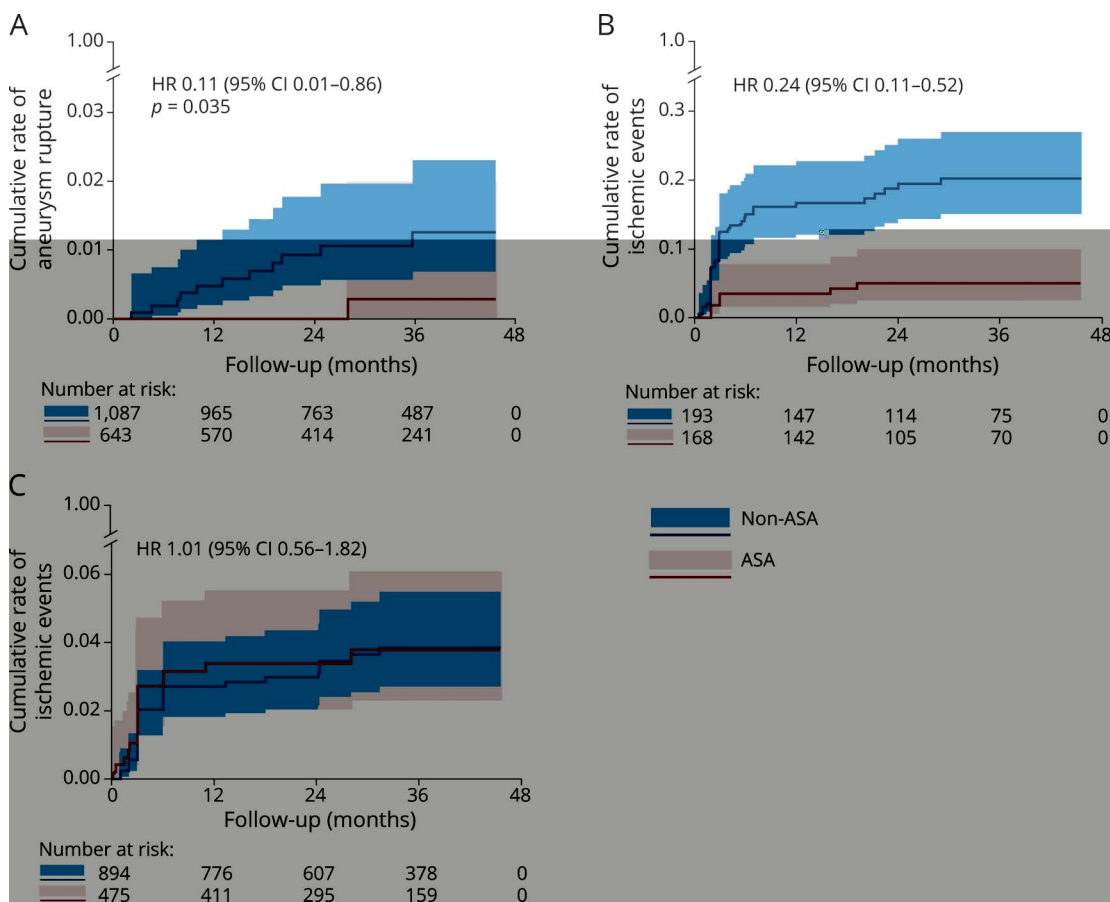 A
Cumulative rate of
aneurysm rupture
1.00
0.03
0.02
0.01
0.00
HR 0.11 (95% CI 0.01–0.86)
p = 0.035
0 12 24 36 48
Follow-up (months)
Number at risk:
1,087 965 763 487 0
643 570 414 241 0
B
Cumulative rate of
ischemic events
1.0
0.3
0.2
0.1
0.0
HR 0.24 (95% CI 0.11–0.52)
0 12 24 36 48
Follow-up (months)
Number at risk:
193 147 114 75 0
168 142 105 70 0
C
Cumulative rate of
ischemic events
1.00
0.06
0.04
0.02
0.00
HR 1.01 (95% CI 0.56–1.82)
0 12 24 36 48
Follow-up (months)
Number at risk:
894 776 607 378 0
475 411 295 159 0
Non-ASA
ASA